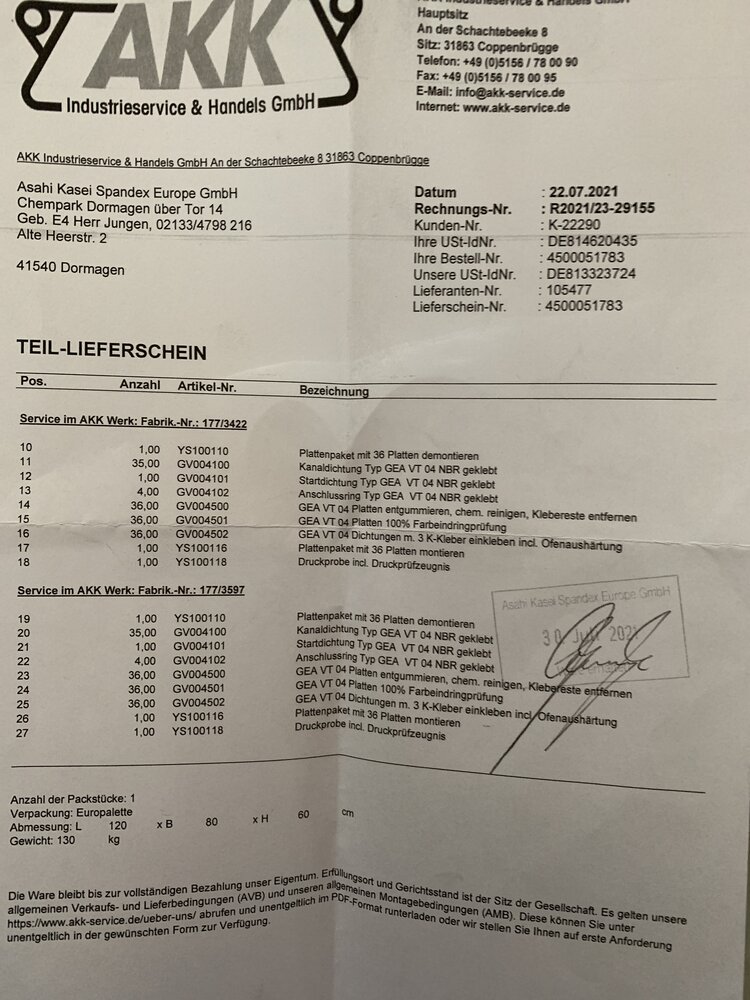 AKK
Industrieservice & Handels GmbH
AKK Industrieservice & Handels GmbH
Hauptsitz
An der Schachtebeeke 8
Sitz: 31863 Coppenbrügge
Telefon: +49 (0)5156 / 78 00 90
Fax: +49 (0)5156 / 78 00 95
E-Mail: info@akk-service.de
Internet: www.akk-service.de
AKK Industrieservice & Handels GmbH An der Schachtebeeke 8 31863 Coppenbrügge
Asahi Kasei Spandex Europe GmbH
Chempark Dormagen über Tor 14
Geb. E4 Herr Jungen, 02133/4798 216
Alte Heerstr. 2
41540 Dormagen
Datum : 22.07.2021
Rechnungs-Nr. : R2021/23-29155
Kunden-Nr. : K-22290
Ihre USt-IdNr. : DE814620435
Ihre Bestell-Nr. : 4500051783
Unsere USt-IdNr. : DE813323724
Lieferanten-Nr. : 105477
Lieferschein-Nr. : 4500051783
TEIL-LIEFERSCHEIN
Pos. Anzahl Artikel-Nr. Bezeichnung
Service im AKK Werk: Fabrik.-Nr.: 177/3422
10 1,00 YS100110 Plattenpaket mit 36 Platten demontieren
11 35,00 GV004100 Kanaldichtung Typ GEA VT 04 NBR geklebt
12 1,00 GV004101 Startdichtung Typ GEA VT 04 NBR geklebt
13 4,00 GV004102 Anschlussring Typ GEA VT 04 NBR geklebt
14 36,00 GV004500 GEA VT 04 Platten entgummieren, chem. reinigen, Klebereste entfernen
15 36,00 GV004501 GEA VT 04 Platten 100% Farbeindringprüfung
16 36,00 GV004502 GEA VT 04 Dichtungen m. 3 K-Kleber einkleben incl. Ofenaushärtung
17 1,00 YS100116 Plattenpaket mit 36 Platten montieren
18 1,00 YS100118 Druckprobe incl. Druckprüfzeugnis
Service im AKK Werk: Fabrik.-Nr.: 177/3597
19 1,00 YS100110 Plattenpaket mit 36 Platten demontieren
20 35,00 GV004100 Kanaldichtung Typ GEA VT 04 NBR geklebt
21 1,00 GV004101 Startdichtung Typ GEA VT 04 NBR geklebt
22 4,00 GV004102 Anschlussring Typ GEA VT 04 NBR geklebt
23 36,00 GV004500 GEA VT 04 Platten entgummieren, chem. reinigen, Klebereste entfernen
24 36,00 GV004501 GEA VT 04 Platten 100% Farbeindringprüfung
25 36,00 GV004502 GEA VT 04 Dichtungen m. 3 K-Kleber einkleben incl. Ofenaushärtung
26 1,00 YS100116 Plattenpaket mit 36 Platten montieren
27 1,00 YS100118 Druckprobe incl. Druckprüfzeugnis
Asahi Kasei Spandex Europe GmbH
30. Juli 2021
Anzahl der Packstücke: 1
Verpackung: Europalette
Abmessung: L 120 x B 80 x H 60 cm
Gewicht: 130 kg
Die Ware bleibt bis zur vollständigen Bezahlung unser Eigentum. Erfüllungsort und Gerichtsstand ist der Sitz der Gesellschaft. Es gelten unsere
allgemeinen Verkaufs- und Lieferbedingungen (AVB) und unseren allgemeinen Montagebedingungen (AMB). Diese können Sie unter
https://www.akk-service.de/ueber-uns/ abrufen und unentgeltlich im PDF-Format runterladen oder wir stellen Sie Ihnen auf erste Anforderung
unentgeltlich in der gewünschten Form zur Verfügung.